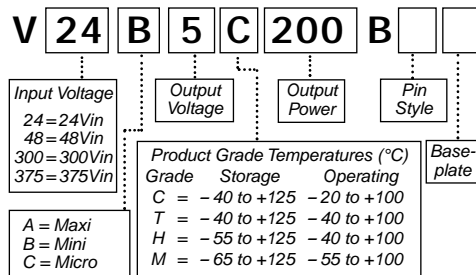 V 24 B 5 C 200 B
Input Voltage
24 = 24Vin
48 = 48Vin
300 = 300Vin
375 = 375Vin
Output
Voltage
Output
Power
Pin
Style
Base-
plate
Product Grade Temperatures (°C)
Grade Storage Operating
C = – 40 to +125 – 20 to +100
T = – 40 to +125 – 40 to +100
H = – 55 to +125 – 40 to +100
M = – 65 to +125 – 55 to +100
A = Maxi
B = Mini
C = Micro